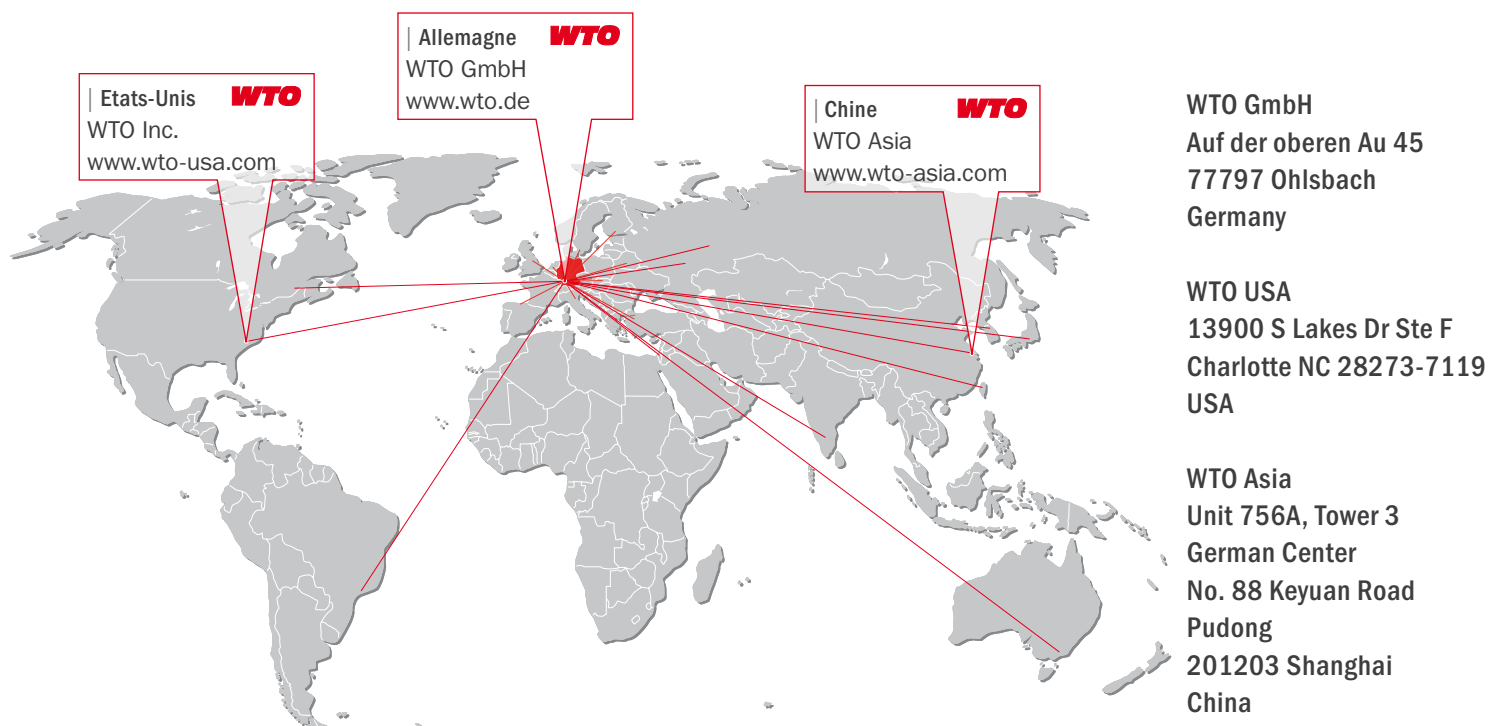 | Allemagne WTO
WTO GmbH
www.wto.de
| Etats-Unis WTO
WTO Inc.
www.wto-usa.com
| Chine WTO
WTO Asia
www.wto-asia.com
WTO GmbH
Auf der oberen Au 45
77797 Ohlsbach
Germany
WTO USA
13900 S Lakes Dr Ste F
Charlotte NC 28273-7119
USA
WTO Asia
Unit 756A, Tower 3
German Center
No. 88 Keyuan Road
Pudong
201203 Shanghai
China